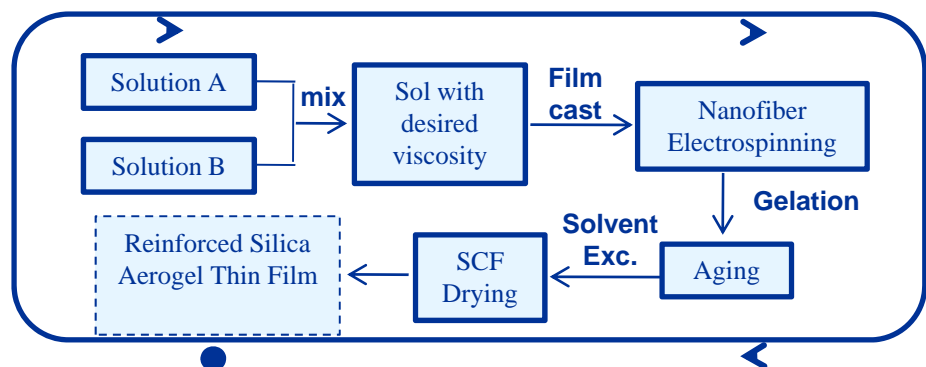 Solution A
Solution B
mix
Sol with
desired
viscosity
Film
cast
Nanofiber
Electrospinning
Gelation
Aging
Solvent
Exc.
SCF
Drying
Reinforced Silica
Aerogel Thin Film